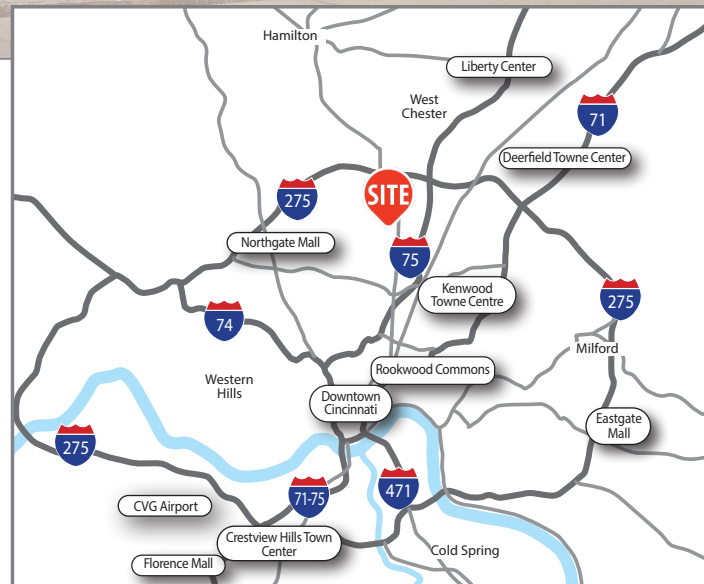 Hamilton
Liberty Center
West
Chester
71
Deerfield Towne Center
SITE
275
Northgate Mall
75
Kenwood
Towne Centre
275
74
Milford
Rookwood Commons
Western
Hills
Downtown
Cincinnati
Eastgate
Mall
275
CVG Airport
71-75
471
Crestview Hills Town
Center
Cold Spring
Florence Mall